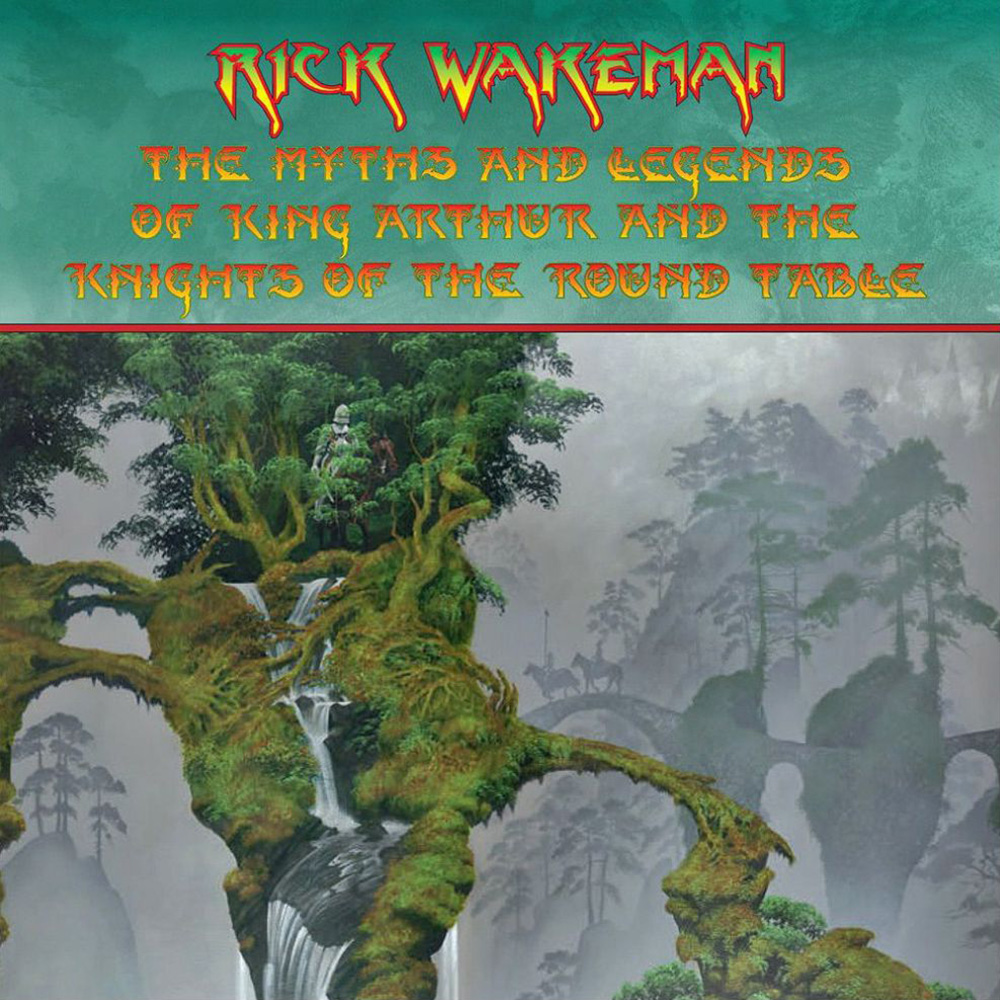 RICK WAKEMAN
THE MYTHS AND LEGENDS
OF KING ARTHUR AND THE
KNIGHTS OF THE ROUND TABLE